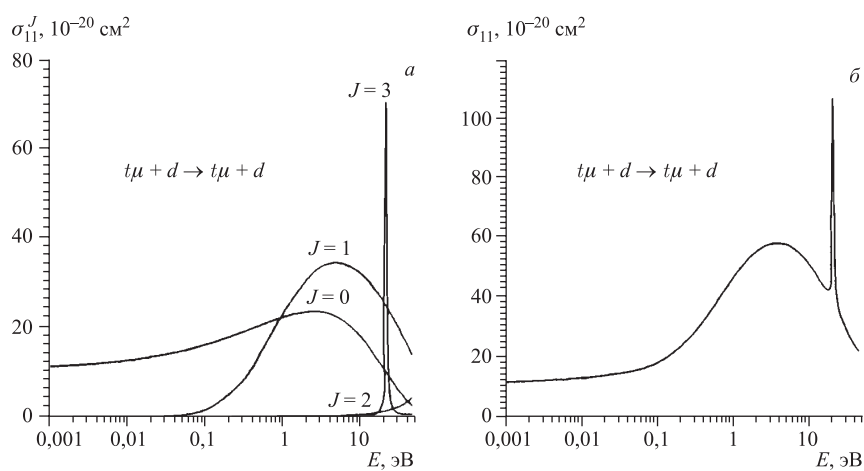 σ₁₁ᴶ, 10⁻²⁰ см²
а
80
60
40
20
0
J = 3
tμ + d → tμ + d
J = 1
J = 0
J = 2
0,001 0,01 0,1 1 10
E, эВ
σ₁₁, 10⁻²⁰ см²
б
100
80
60
40
20
0
tμ + d → tμ + d
0,001 0,01 0,1 1 10
E, эВ